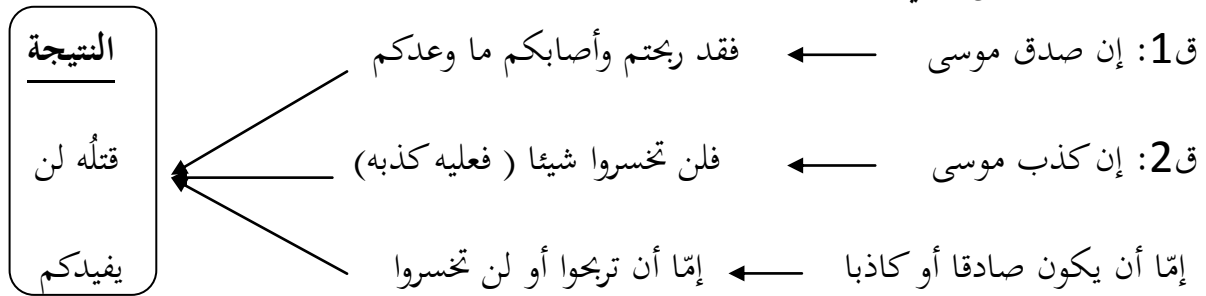 ق1: إن صدق موسى فقد ربحتم وأصابكم ما وعدكم النتيجة
ق2: إن كذب موسى فلن تخسروا شيئا ( فعليه كذبه) قتلُه لن
إمّا أن يكون صادقا أو كاذبا إمّا أن تربحوا أو لن تخسروا يفيدكم